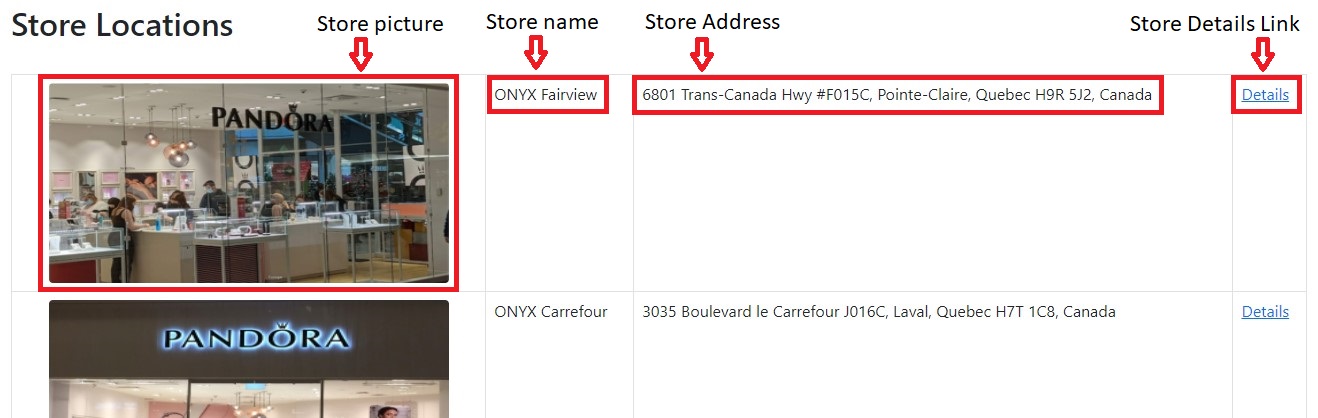 Store Locations
Store picture
Store name
Store Address
Store Details Link
PANDÖRA
ONYX Fairview
6801 Trans-Canada Hwy #F015C, Pointe-Claire, Quebec H9R 5J2, Canada
Details
PANDÖRA
ONYX Carrefour
3035 Boulevard le Carrefour J016C, Laval, Quebec H7T 1C8, Canada
Details